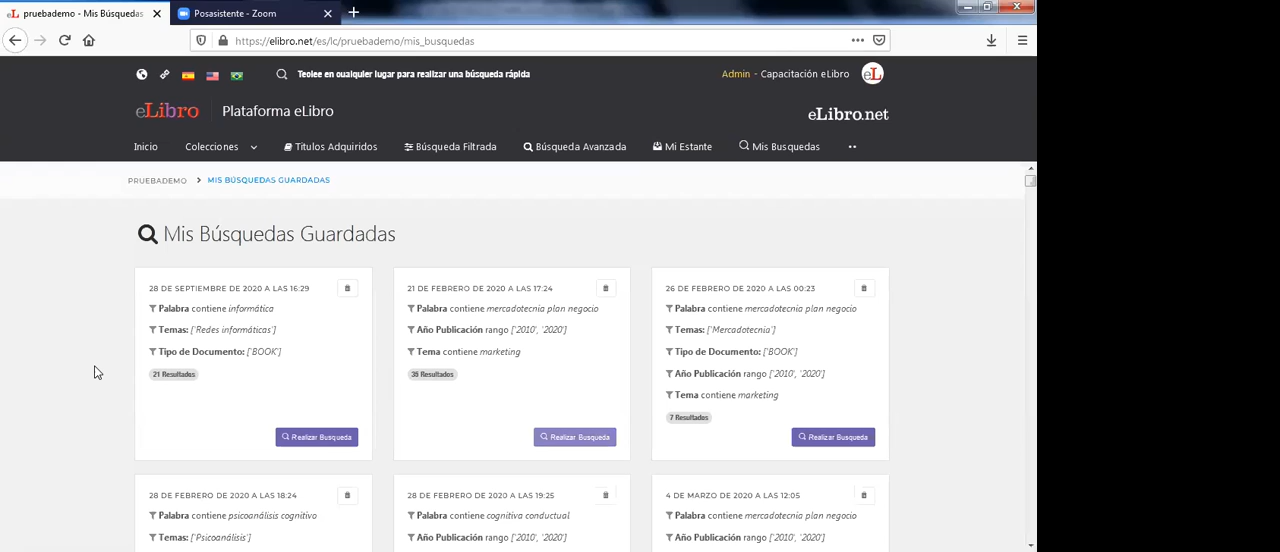 eL pruebademo - Mis Búsquedas
Posasistente - Zoom
https://elibro.net/es/lc/pruebademo/mis_busquedas
Teclee en cualquier lugar para realizar una búsqueda rápida
Admin - Capacitación eLibro
eL
eLibro
Plataforma eLibro
eLibro.net
Inicio
Colecciones
Títulos Adquiridos
Búsqueda Filtrada
Búsqueda Avanzada
Mi Estante
Mis Busquedas
PRUEBADEMO > MIS BÚSQUEDAS GUARDADAS
Mis Búsquedas Guardadas
28 DE SEPTIEMBRE DE 2020 A LAS 16:29
Palabra contiene informática
Temas: ['Redes informáticas']
Tipo de Documento: ['BOOK']
21 Resultados
Realizar Busqueda
21 DE FEBRERO DE 2020 A LAS 17:24
Palabra contiene mercadotecnia plan negocio
Año Publicación rango ['2010', '2020']
Tema contiene marketing
35 Resultados
Realizar Busqueda
26 DE FEBRERO DE 2020 A LAS 00:23
Palabra contiene mercadotecnia plan negocio
Temas: ['Mercadotecnia']
Tipo de Documento: ['BOOK']
Año Publicación rango ['2010', '2020']
Tema contiene marketing
7 Resultados
Realizar Busqueda
28 DE FEBRERO DE 2020 A LAS 18:24
Palabra contiene psicoanálisis cognitivo
Temas: ['Psicoanálisis']
28 DE FEBRERO DE 2020 A LAS 19:25
Palabra contiene cognitiva conductual
Año Publicación rango ['2010', '2020']
4 DE MARZO DE 2020 A LAS 12:05
Palabra contiene mercadotecnia plan negocio
Año Publicación rango ['2010', '2020']